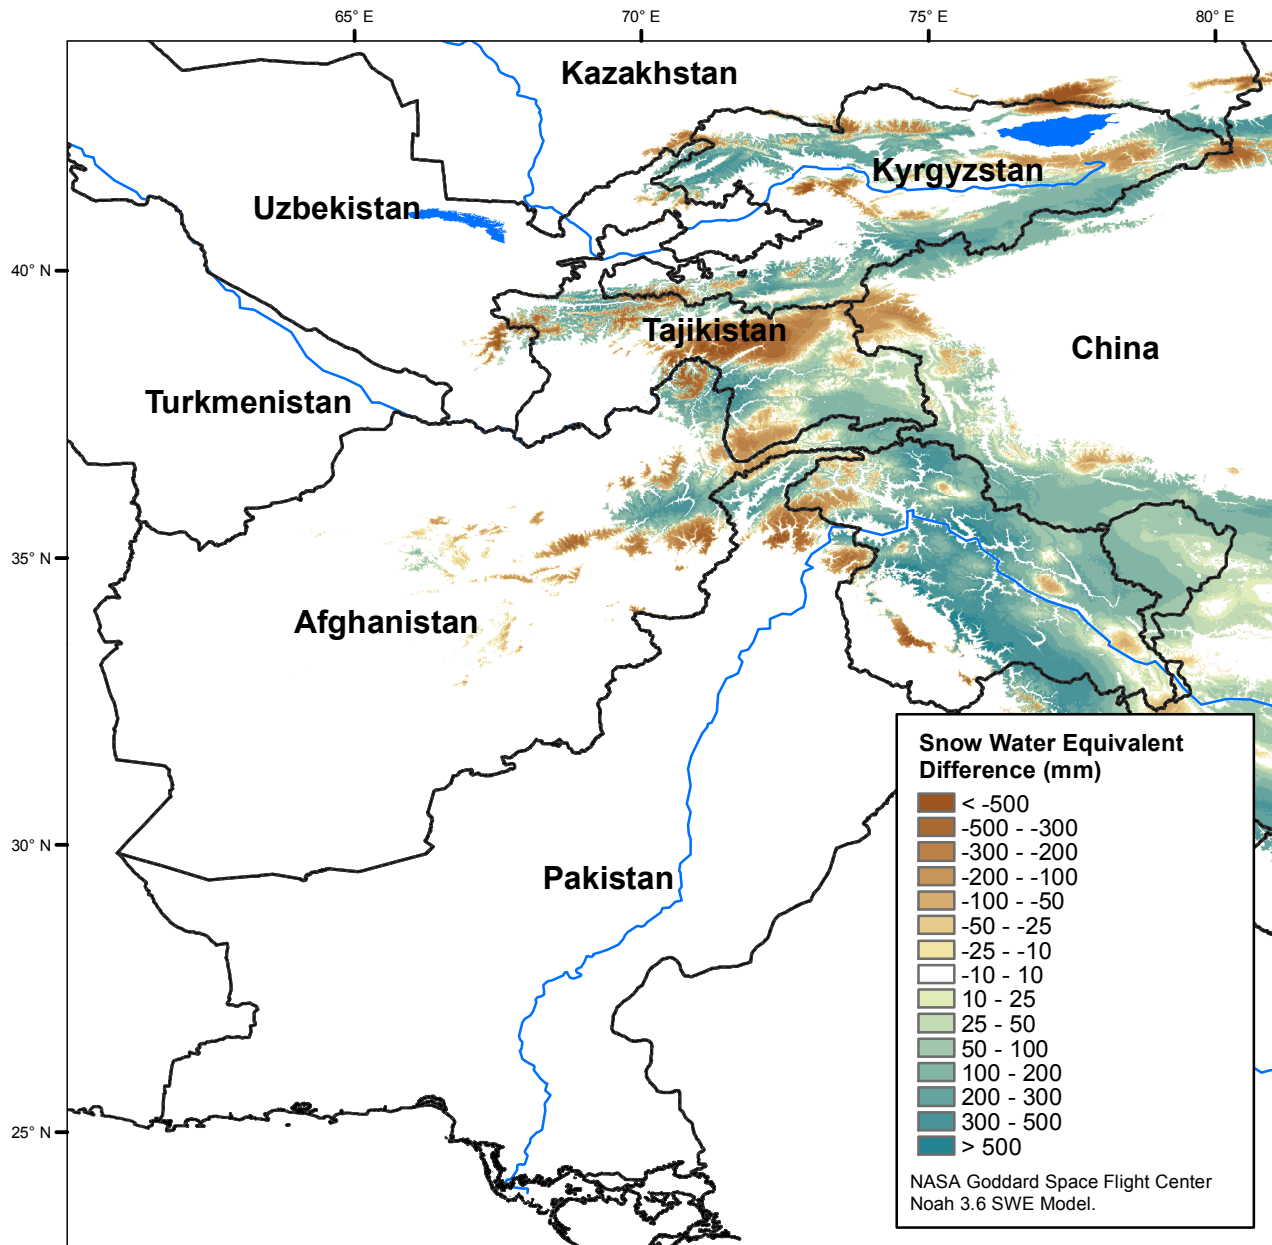 65° E
70° E
75° E
80° E
Kazakhstan
Kyrgyzstan
Uzbekistan
40° N
Tajikistan
China
Turkmenistan
35° N
Afghanistan
Snow Water Equivalent
Difference (mm)
< -500
-500 - -300
-300 - -200
-200 - -100
-100 - -50
-50 - -25
-25 - -10
-10 - 10
10 - 25
25 - 50
50 - 100
100 - 200
200 - 300
300 - 500
> 500
30° N
Pakistan
25° N
NASA Goddard Space Flight Center
Noah 3.6 SWE Model.